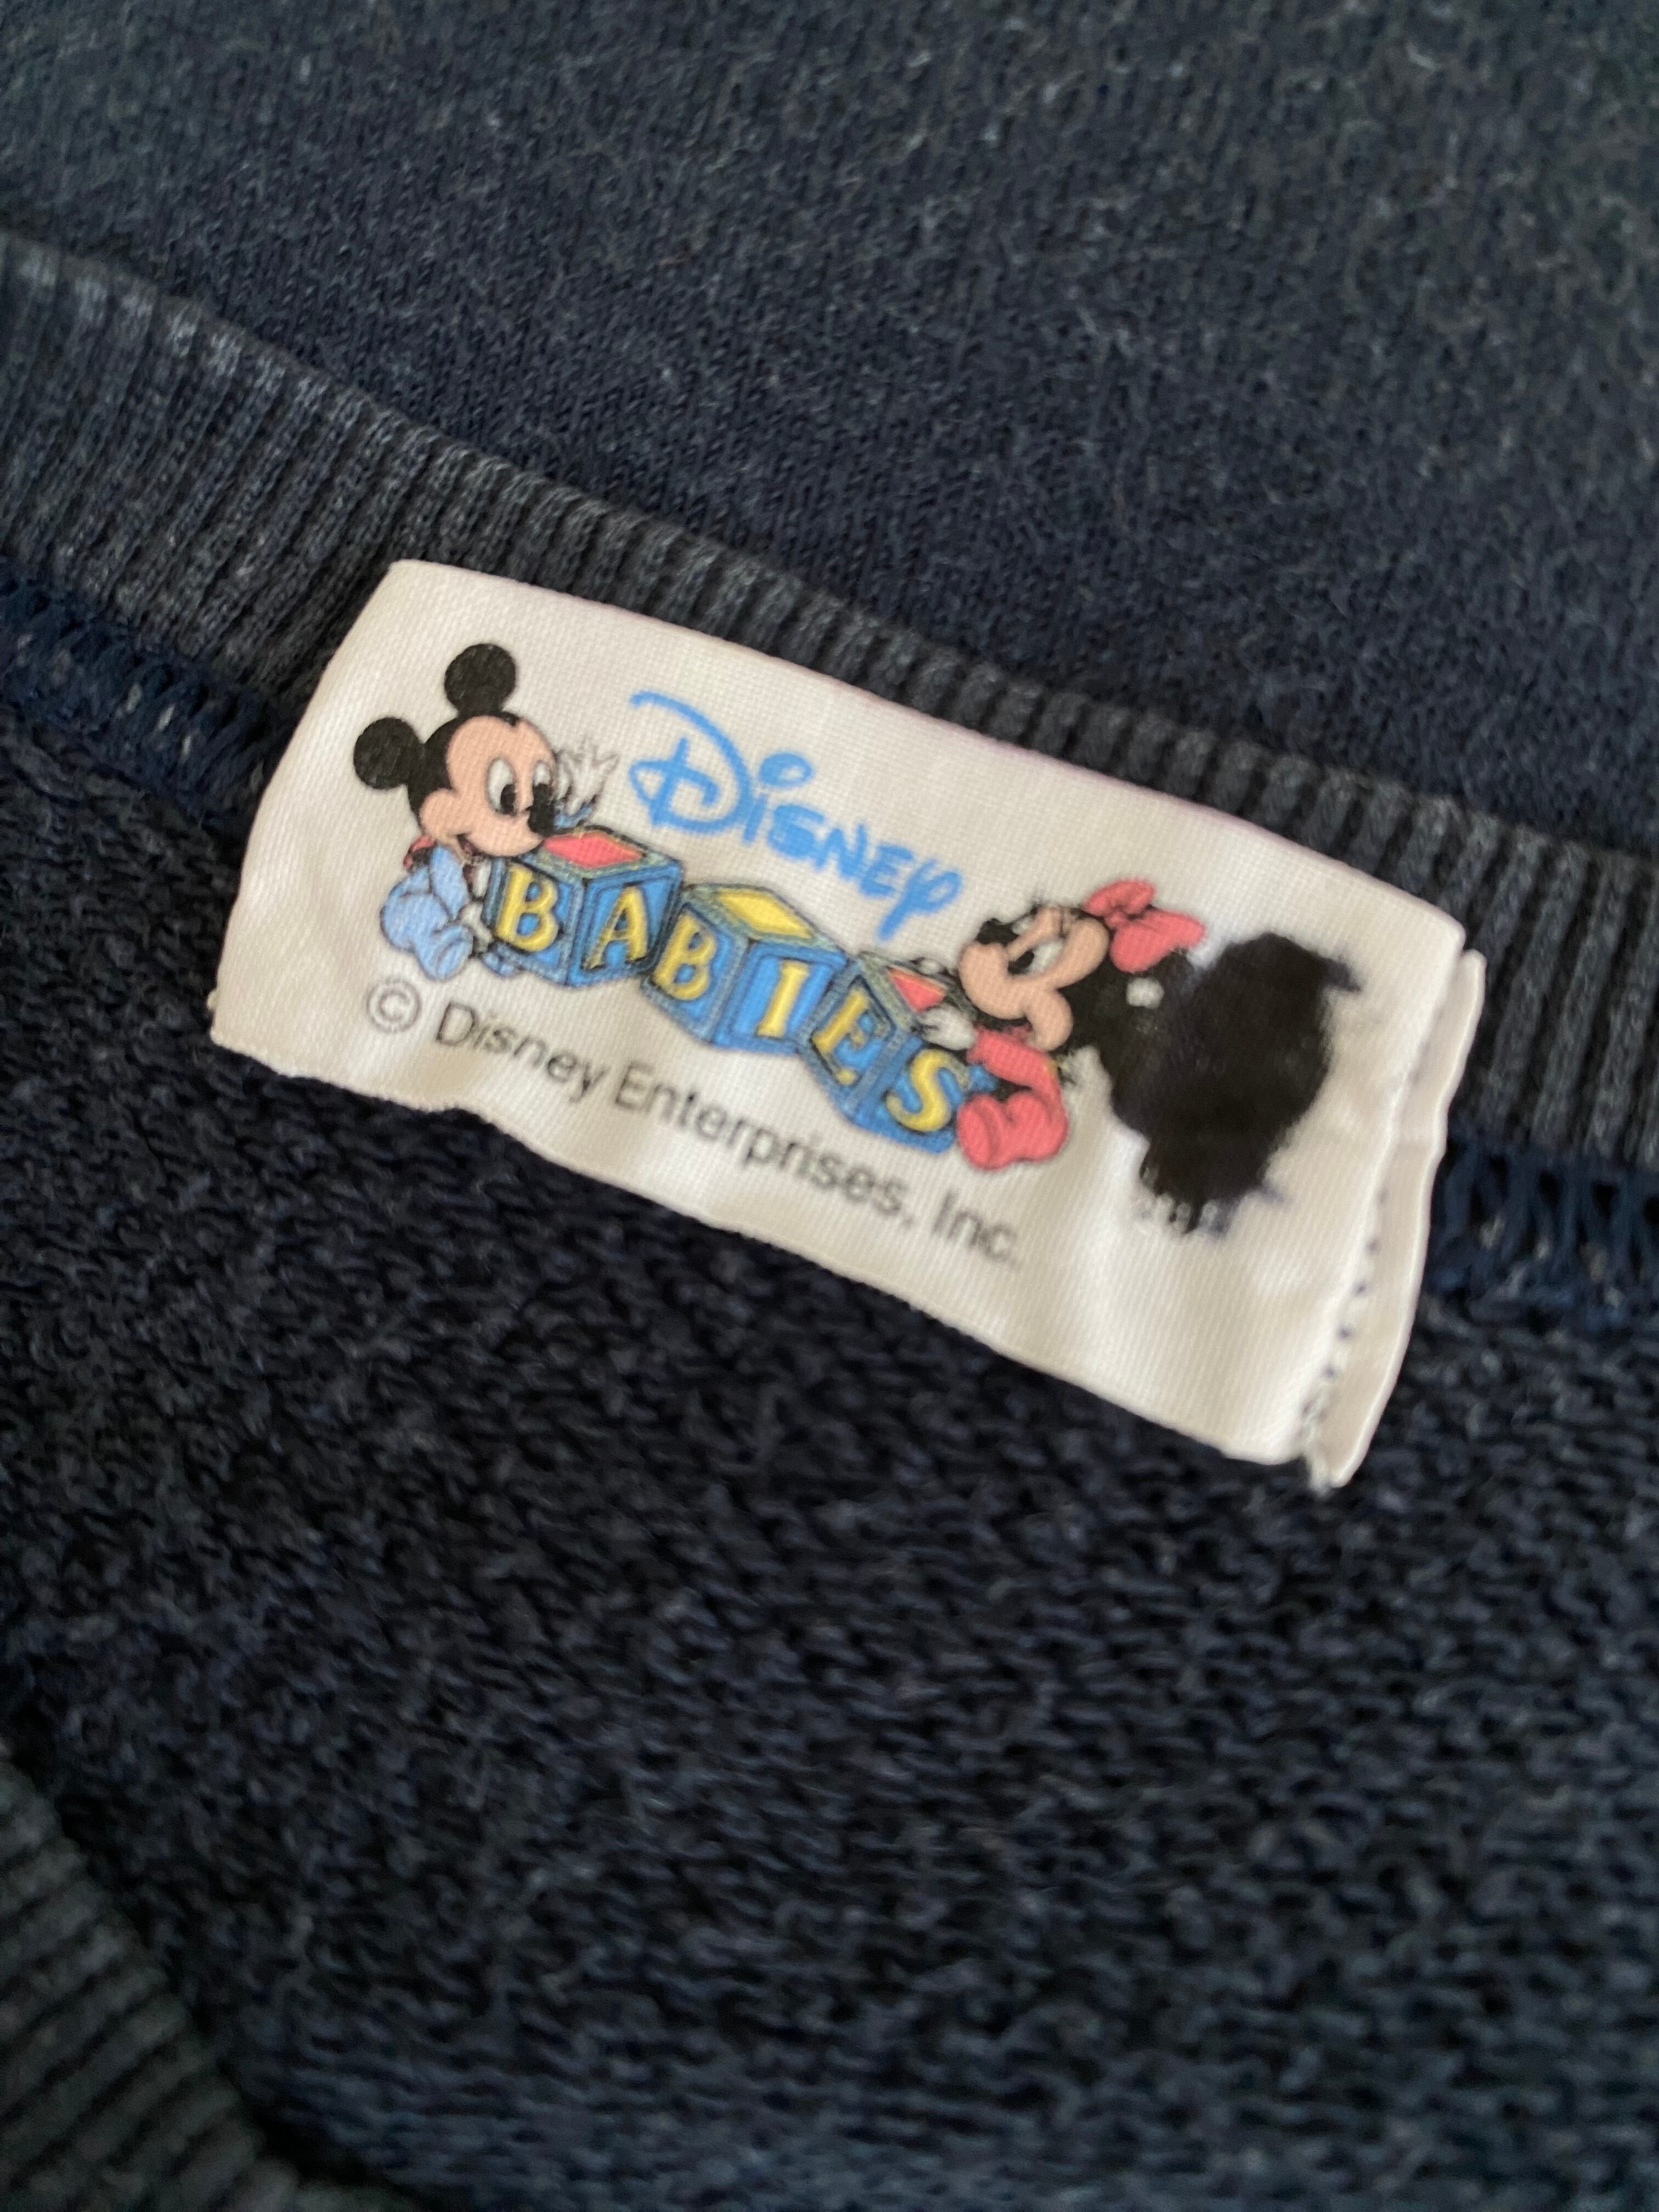 Disney
BABIES
© Disney Enterprises, Inc.